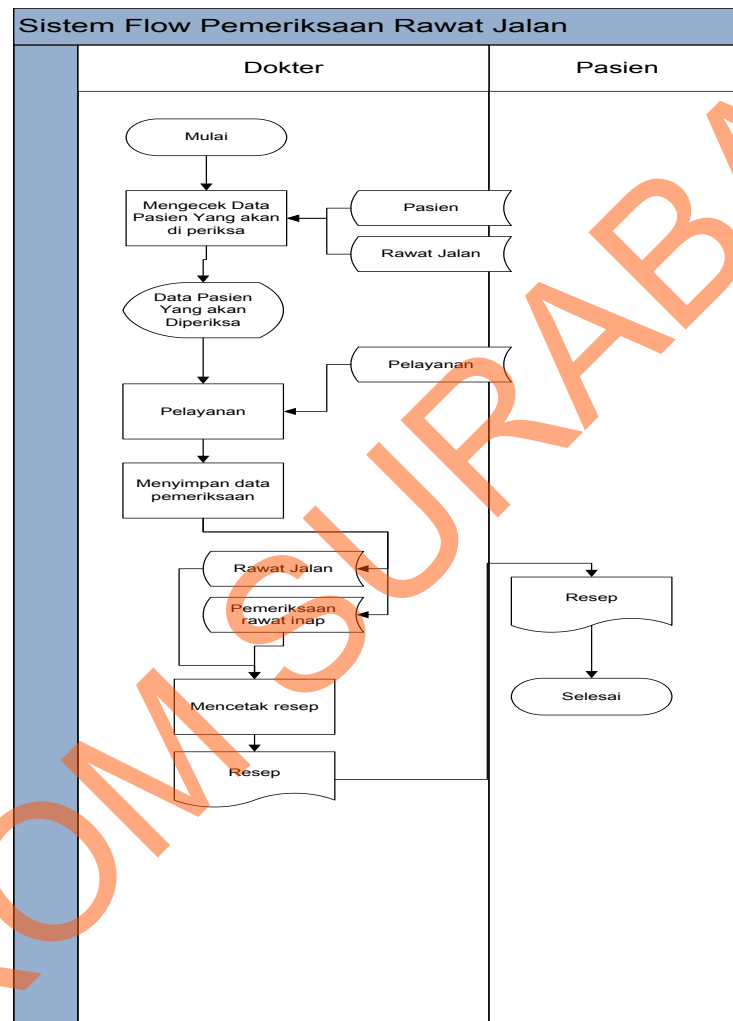 Sistem Flow Pemeriksaan Rawat Jalan
Dokter
Pasien
Mulai
Mengecek Data
Pasien Yang akan
di periksa
Pasien
Rawat Jalan
Data Pasien
Yang akan
Diperiksa
Pelayanan
Pelayanan
Menyimpan data
pemeriksaan
Rawat Jalan
Pemeriksaan
rawat inap
Resep
Mencetak resep
Selesai
Resep
OM SURABA